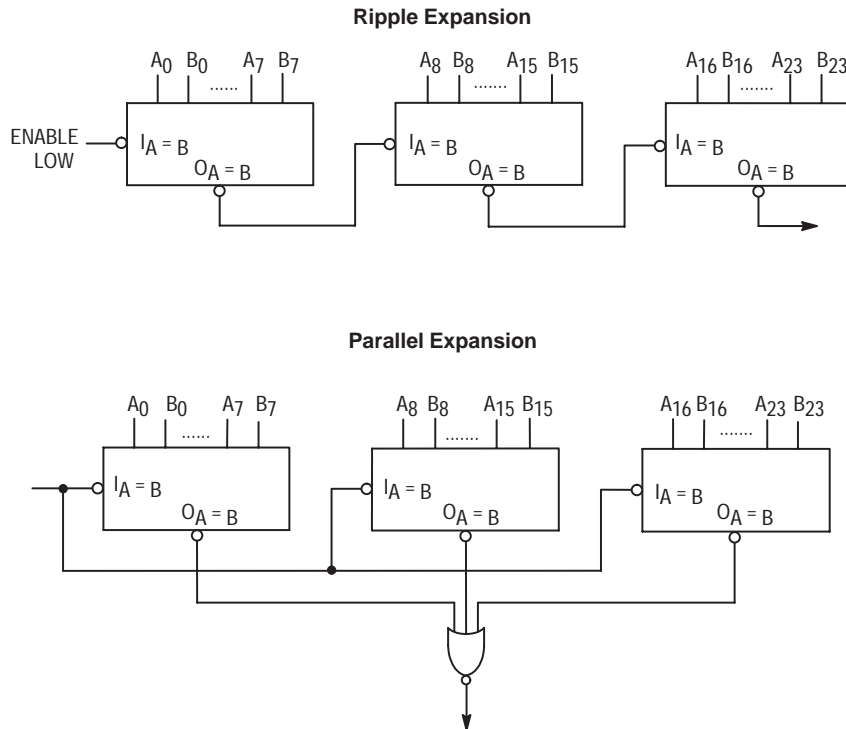 Ripple Expansion
A0 B0 ...... A7 B7
A8 B8 ........ A15 B15
A16 B16 ........ A23 B23
ENABLE
LOW
IA = B
OA = B
IA = B
OA = B
IA = B
OA = B
Parallel Expansion
A0 B0 ...... A7 B7
A8 B8 ........ A15 B15
A16 B16 ........ A23 B23
IA = B
OA = B
IA = B
OA = B
IA = B
OA = B